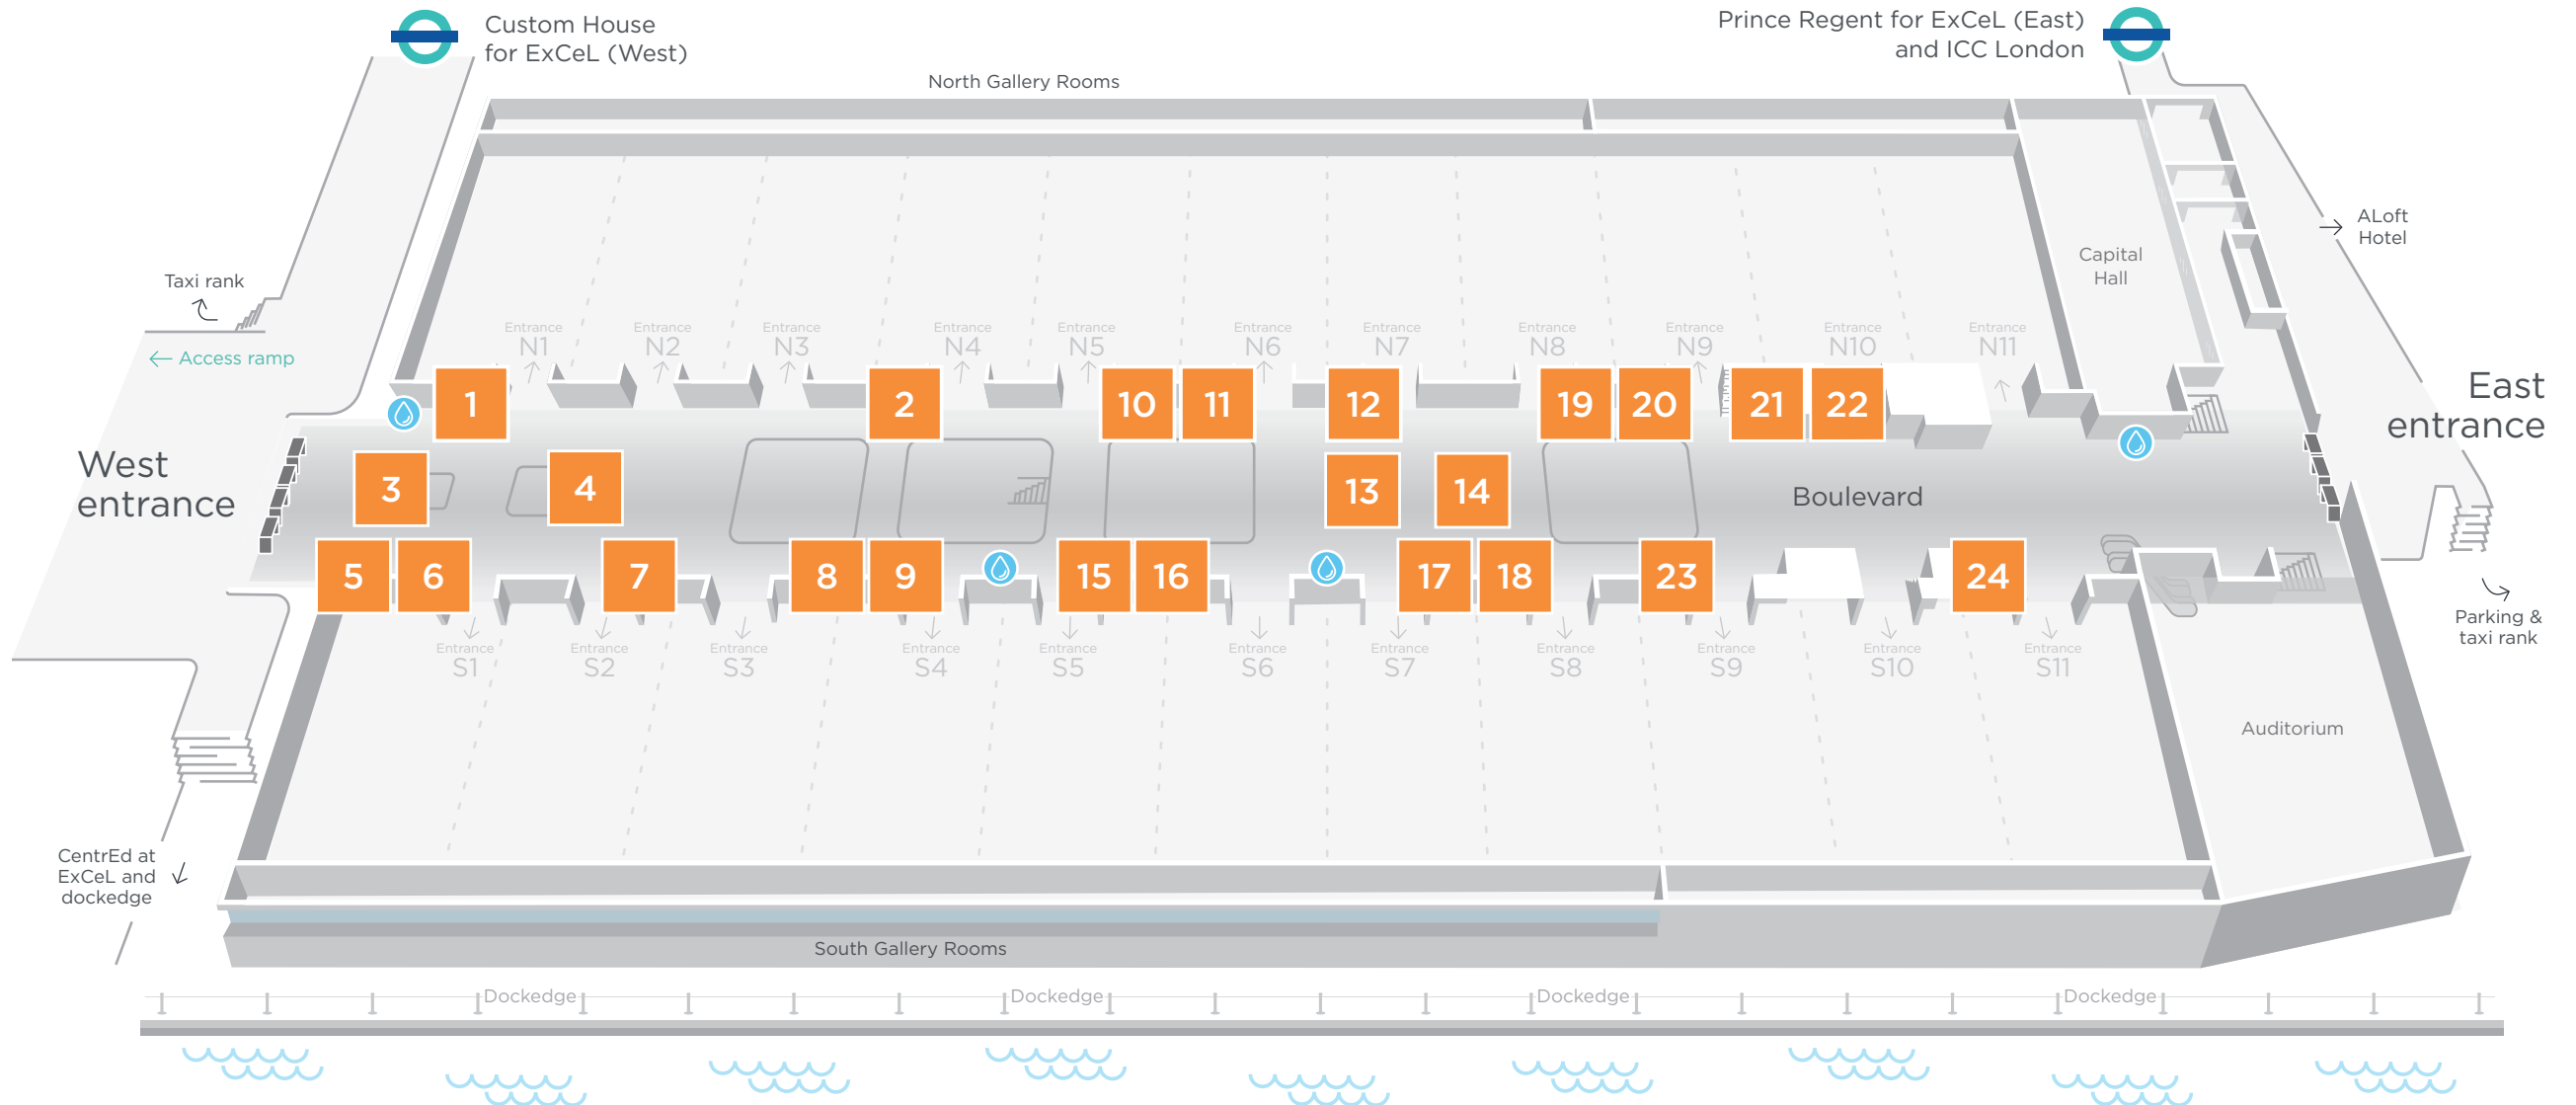 Custom House
for ExCeL (West)
Prince Regent for ExCeL (East)
and ICC London
North Gallery Rooms
ALoft
Hotel
Capital
Hall
Taxi rank
Access ramp
Entrance
N1
Entrance
N2
Entrance
N3
Entrance
N4
Entrance
N5
Entrance
N6
Entrance
N7
Entrance
N8
Entrance
N9
Entrance
N10
Entrance
N11
1
2
10
11
12
19
20
21
22
East
entrance
West
entrance
3
4
13
14
Boulevard
5
6
7
8
9
15
16
17
18
23
24
Parking &
taxi rank
Entrance
S1
Entrance
S2
Entrance
S3
Entrance
S4
Entrance
S5
Entrance
S6
Entrance
S7
Entrance
S8
Entrance
S9
Entrance
S10
Entrance
S11
Auditorium
CentrEd at
ExCeL and
dockedge
South Gallery Rooms
Dockedge
Dockedge
Dockedge
Dockedge